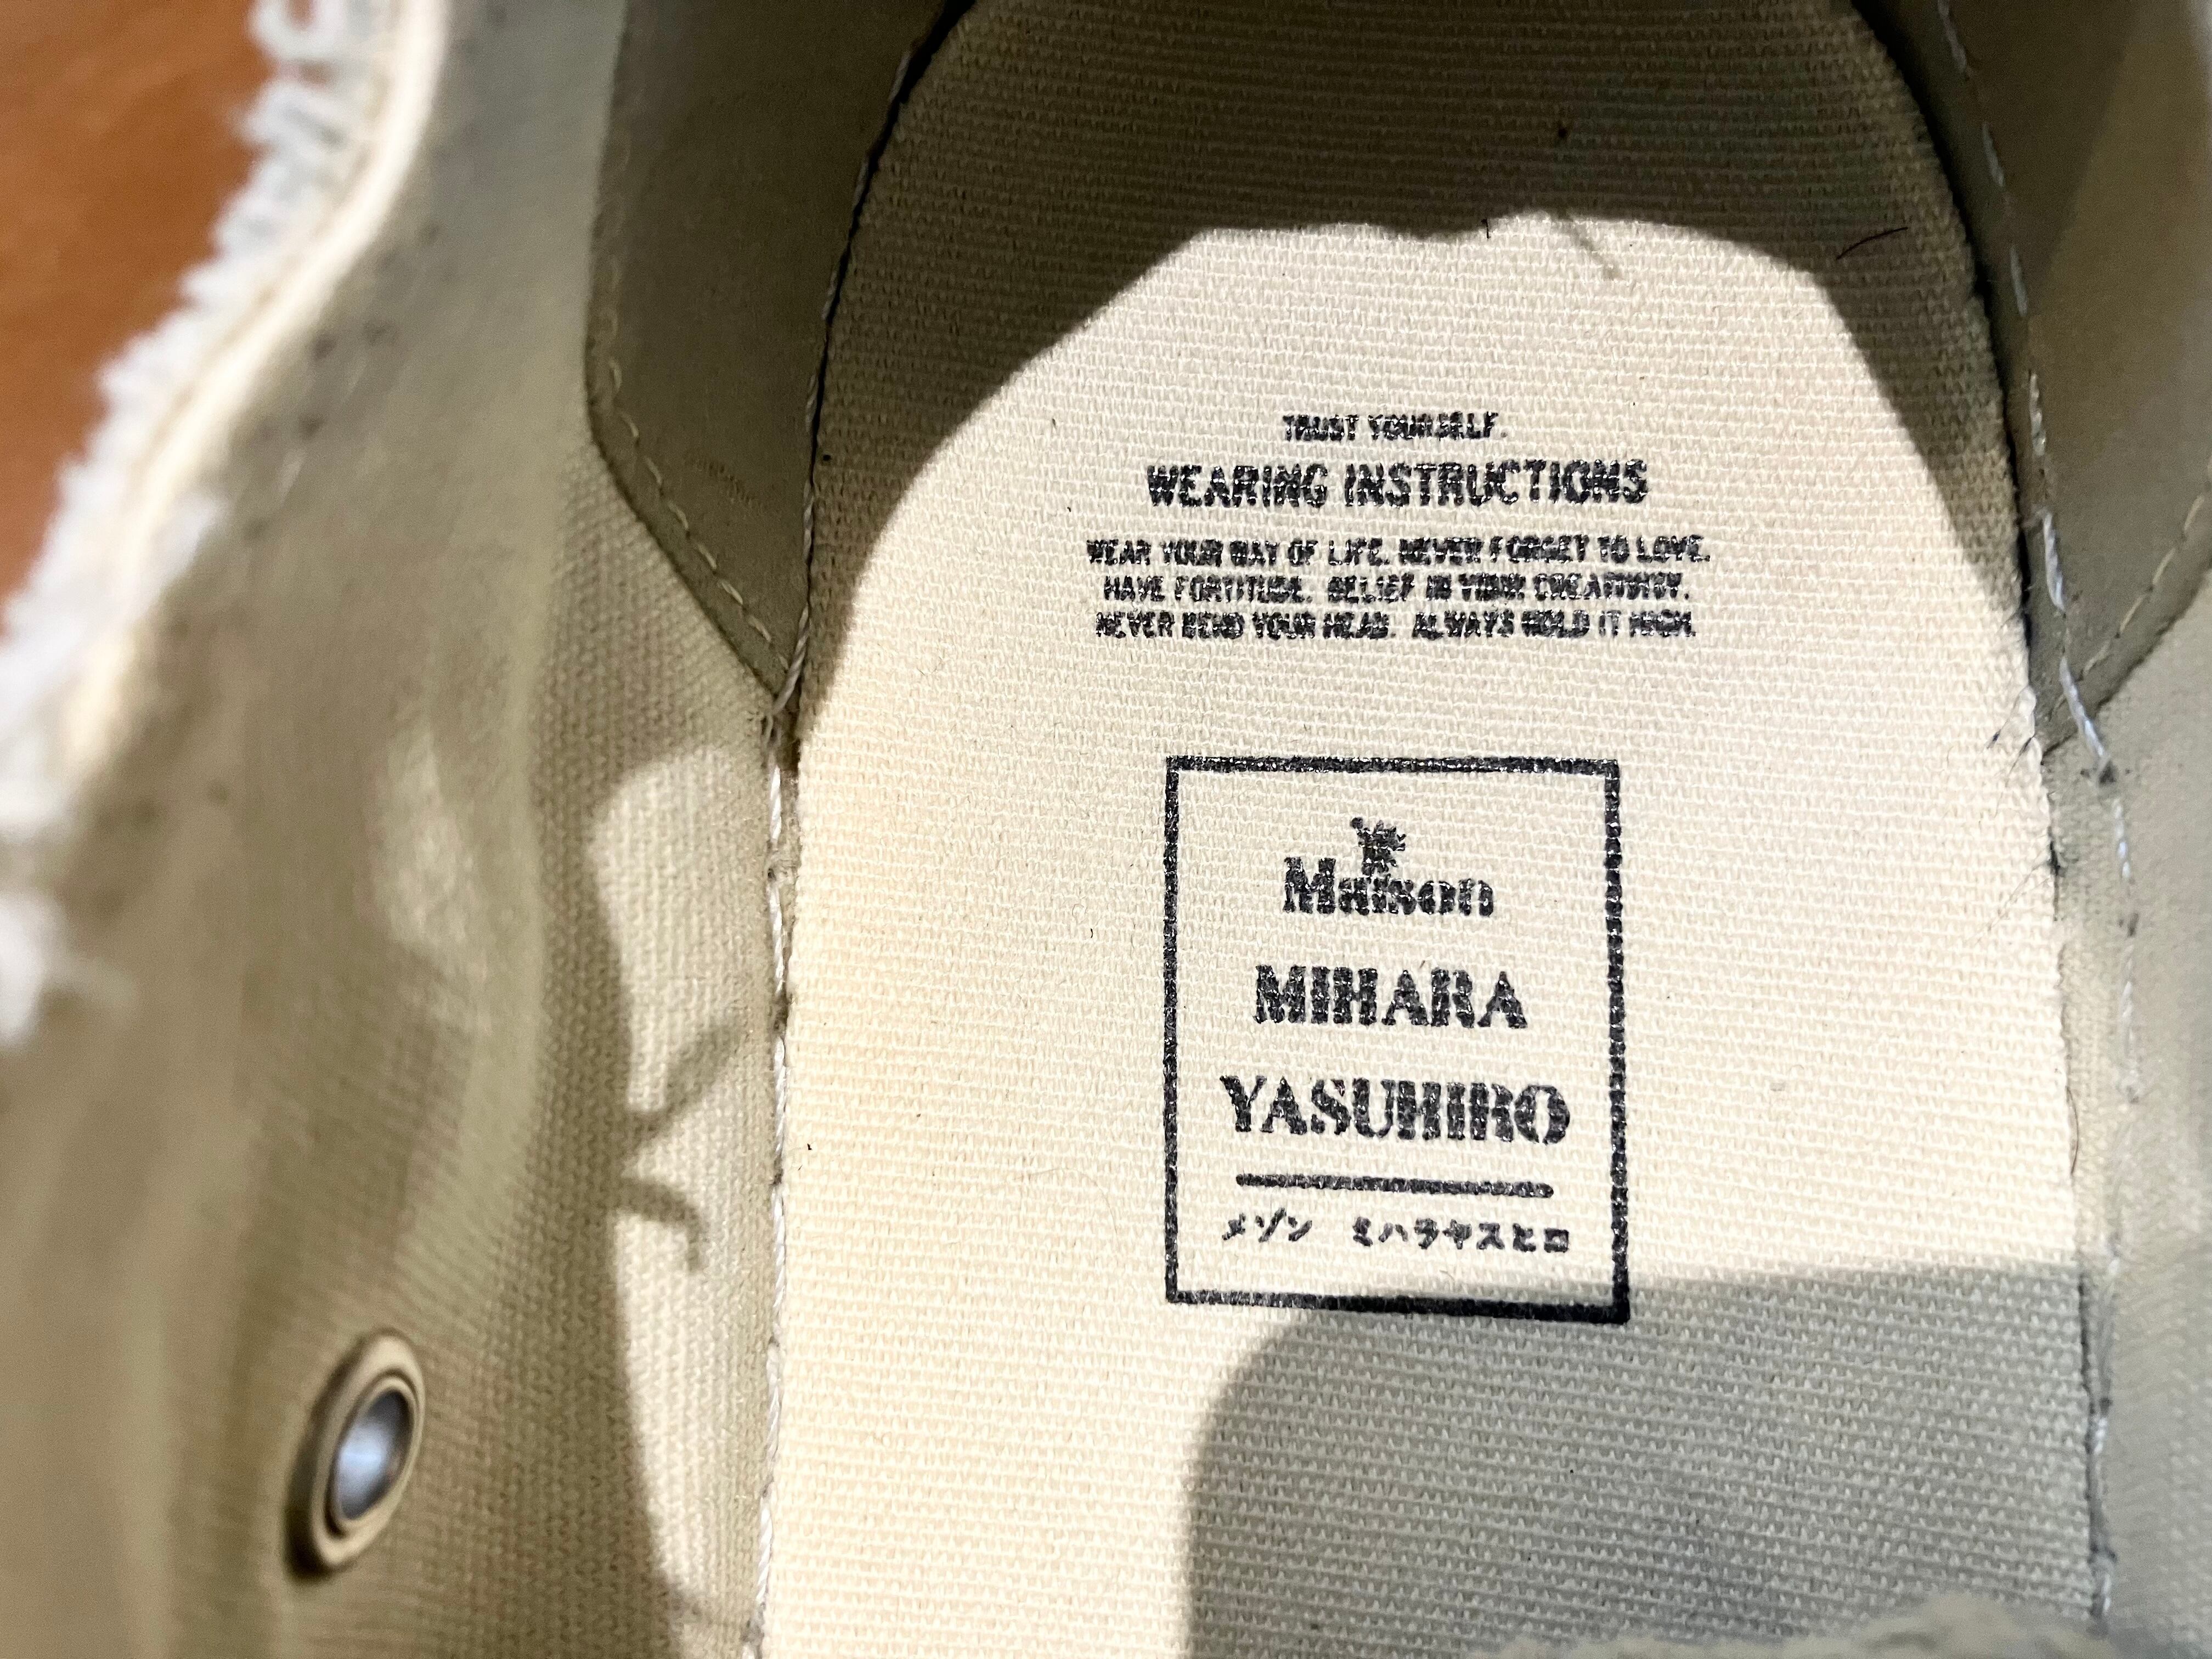 TRUST YOURSELF.
WEARING INSTRUCTIONS
WEAR YOUR WAY OF LIFE. NEVER FORGET TO LOVE.
HAVE FORTITUDE. BELIEF IN YOUR CREATIVITY.
NEVER BEND YOUR HEAD. ALWAYS HOLD IT HIGH.
Maison
MIHARA
YASUHIRO
メゾン ミハラヤスヒロ